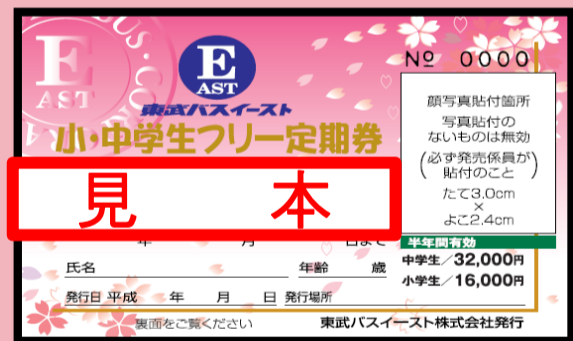 E
AST
E
AST
東武バスイースト
小・中学生フリー定期券
№ 0000
顔写真貼付箇所
写真貼付の
ないものは無効
(必ず発売係員が
貼付のこと)
たて3.0cm
×
よこ2.4cm
見本
年 月 日まで
半年間有効
中学生/32,000円
小学生/16,000円
氏名 年齢 歳
発行日 平成 年 月 日 発行場所
裏面をご覧ください 東武バスイースト株式会社発行